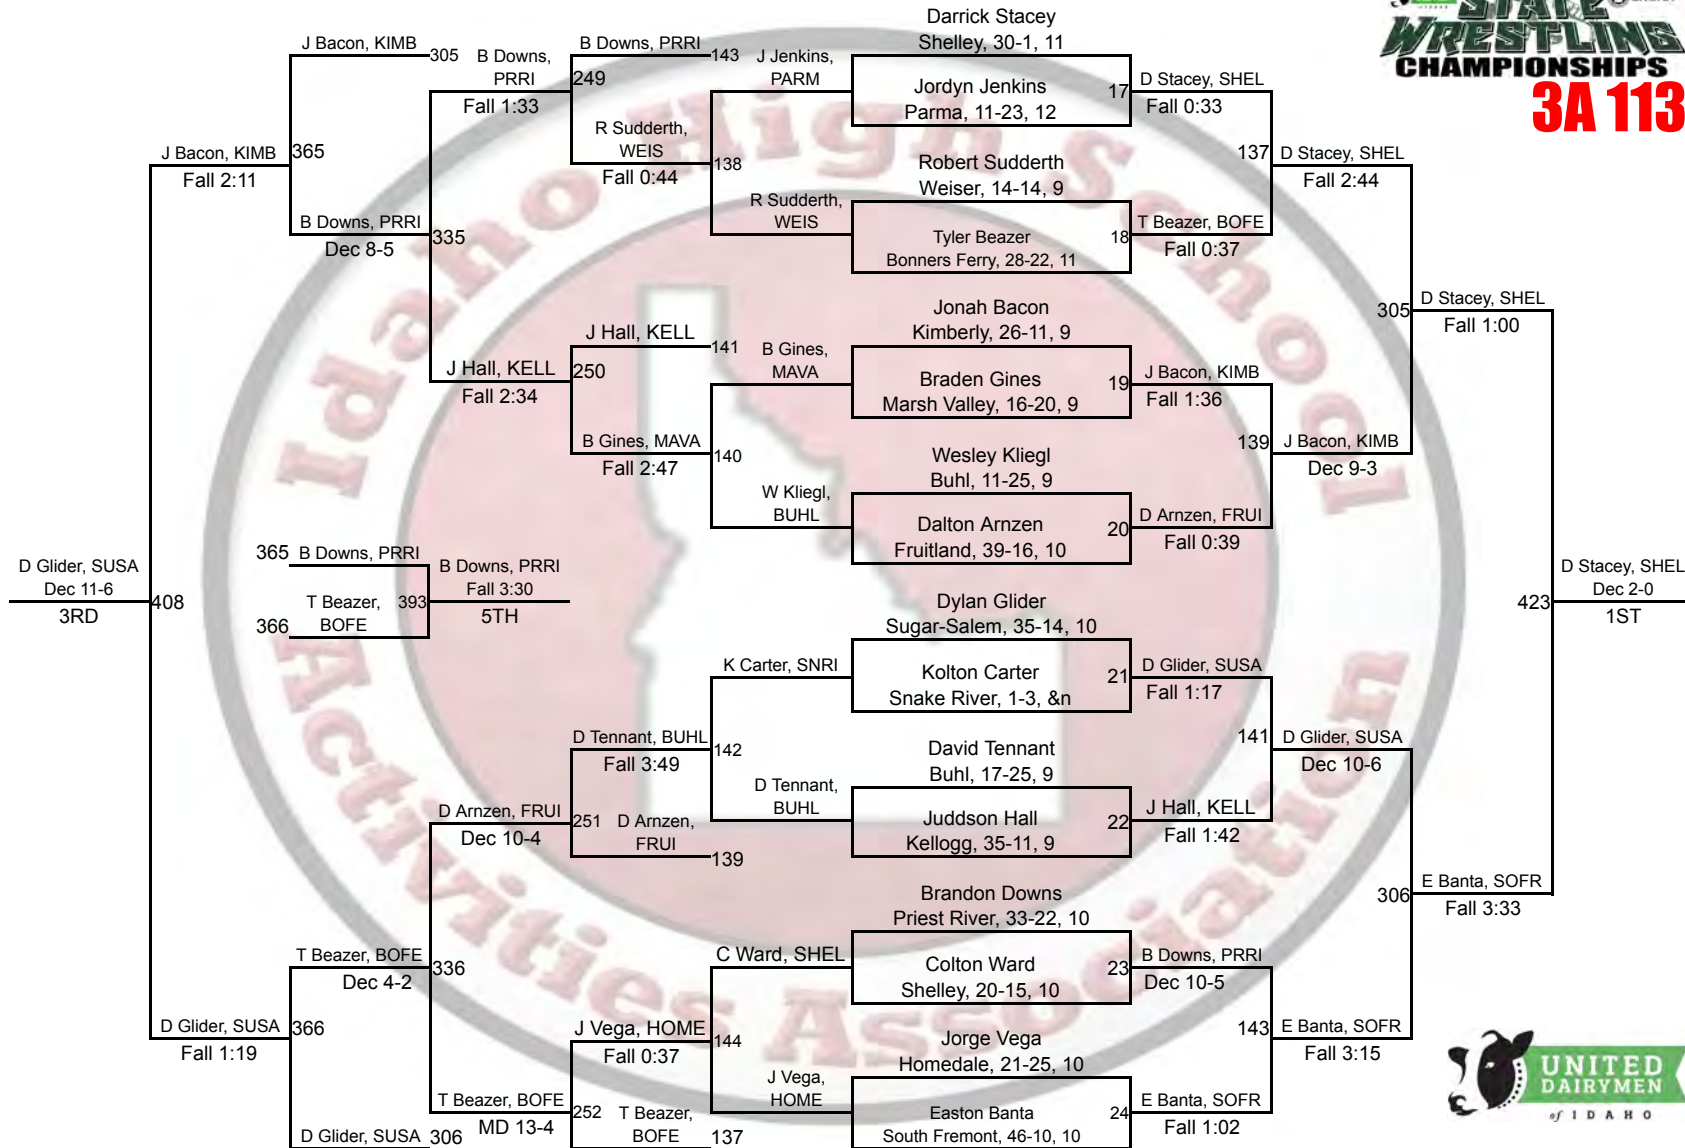 STATE
WRESTLING
CHAMPIONSHIPS
3A 113
Idaho High School
Activities Association
J Bacon, KIMB
305
B Downs,
PRRI
Fall 1:33
B Downs, PRRI
249
143
J Jenkins,
PARM
Darrick Stacey
Shelley, 30-1, 11
Jordyn Jenkins
Parma, 11-23, 12
17
D Stacey, SHEL
Fall 0:33
J Bacon, KIMB
Fall 2:11
365
R Sudderth,
WEIS
Fall 0:44
138
Robert Sudderth
Weiser, 14-14, 9
137
D Stacey, SHEL
Fall 2:44
B Downs, PRRI
Dec 8-5
335
R Sudderth,
WEIS
Tyler Beazer
Bonners Ferry, 28-22, 11
18
T Beazer, BOFE
Fall 0:37
305
D Stacey, SHEL
Fall 1:00
J Hall, KELL
Fall 2:34
J Hall, KELL
250
141
B Gines,
MAVA
Jonah Bacon
Kimberly, 26-11, 9
Braden Gines
Marsh Valley, 16-20, 9
19
J Bacon, KIMB
Fall 1:36
B Gines, MAVA
Fall 2:47
140
Wesley Kliegl
Buhl, 11-25, 9
139
J Bacon, KIMB
Dec 9-3
W Kliegl,
BUHL
Dalton Arnzen
Fruitland, 39-16, 10
20
D Arnzen, FRUI
Fall 0:39
D Glider, SUSA
Dec 11-6
3RD
408
365
B Downs, PRRI
366
T Beazer,
BOFE
393
B Downs, PRRI
Fall 3:30
5TH
423
D Stacey, SHEL
Dec 2-0
1ST
K Carter, SNRI
Dylan Glider
Sugar-Salem, 35-14, 10
Kolton Carter
Snake River, 1-3, &n
21
D Glider, SUSA
Fall 1:17
D Tennant, BUHL
Fall 3:49
142
David Tennant
Buhl, 17-25, 9
141
D Glider, SUSA
Dec 10-6
D Arnzen, FRUI
Dec 10-4
251
D Arnzen,
FRUI
139
D Tennant,
BUHL
Juddson Hall
Kellogg, 35-11, 9
22
J Hall, KELL
Fall 1:42
306
E Banta, SOFR
Fall 3:33
T Beazer, BOFE
Dec 4-2
336
C Ward, SHEL
Brandon Downs
Priest River, 33-22, 10
Colton Ward
Shelley, 20-15, 10
23
B Downs, PRRI
Dec 10-5
D Glider, SUSA
Fall 1:19
366
J Vega, HOME
Fall 0:37
144
Jorge Vega
Homedale, 21-25, 10
143
E Banta, SOFR
Fall 3:15
D Glider, SUSA
306
T Beazer, BOFE
MD 13-4
252
T Beazer,
BOFE
137
J Vega,
HOME
Easton Banta
South Fremont, 46-10, 10
24
E Banta, SOFR
Fall 1:02
UNITED
DAIRYMEN
of IDAHO